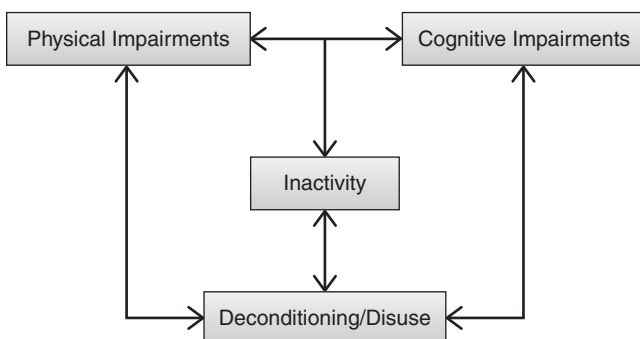 Physical Impairments
Cognitive Impairments
Inactivity
Deconditioning/Disuse